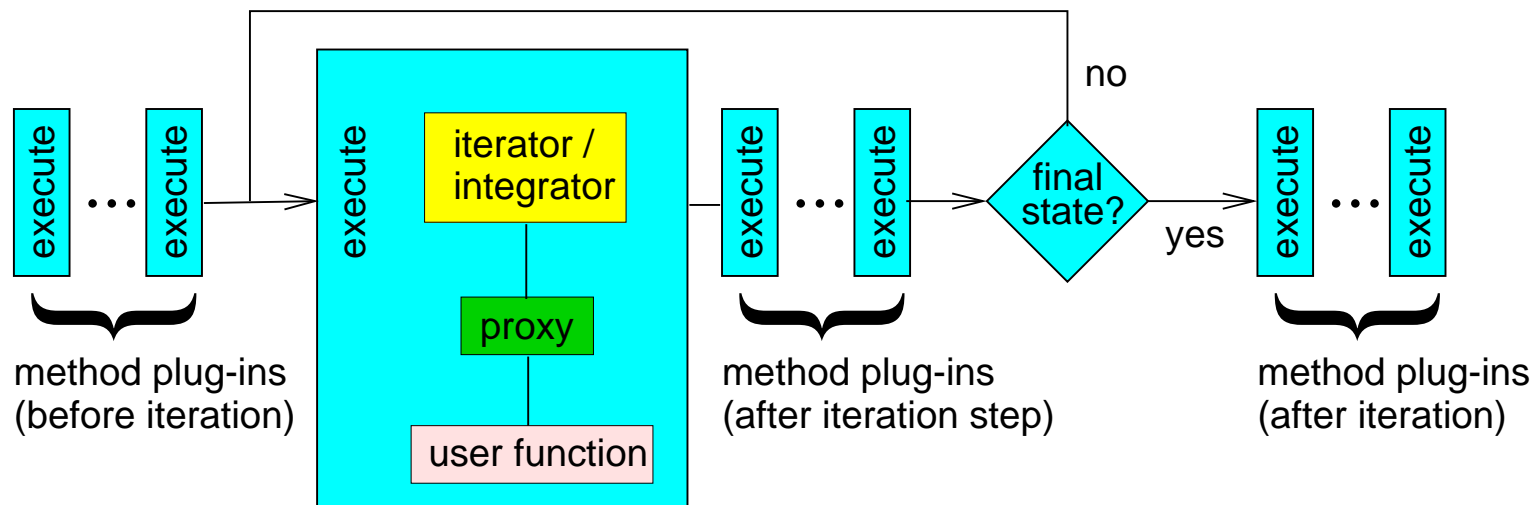 no
execute
execute
execute
iterator /
integrator
proxy
user function
execute
execute
final
state?
yes
execute
execute
method plug-ins
(before iteration)
method plug-ins
(after iteration step)
method plug-ins
(after iteration)